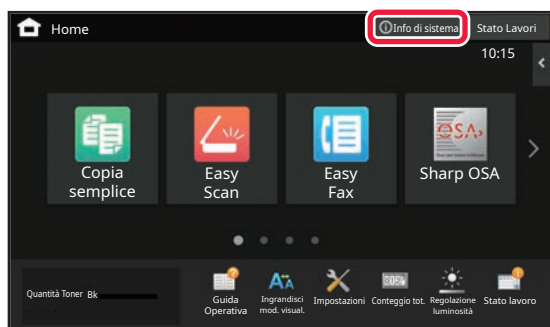 Home
Info di sistema
Stato Lavori
10:15
Copia
semplice
Easy
Scan
Easy
Fax
OSA
Sharp OSA
Quantità Toner Bk
Guida
Operativa
Ingrandisci
mod. visual.
Impostazioni
Conteggio tot.
Regolazione
luminosità
Stato lavoro